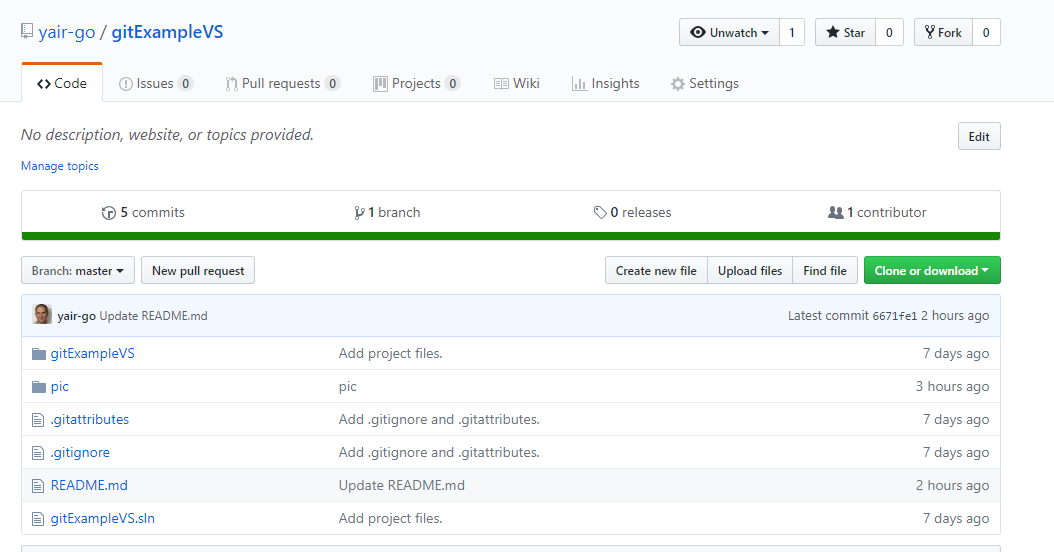 yair-go / gitExampleVS
Unwatch 1 Star 0 Fork 0
Code Issues 0 Pull requests 0 Projects 0 Wiki Insights Settings
No description, website, or topics provided. Edit
Manage topics
5 commits 1 branch 0 releases 1 contributor
Branch: master New pull request Create new file Upload files Find file Clone or download
yair-go Update README.md Latest commit 6671fe1 2 hours ago
gitExampleVS Add project files. 7 days ago
pic pic 3 hours ago
.gitattributes Add .gitignore and .gitattributes. 7 days ago
.gitignore Add .gitignore and .gitattributes. 7 days ago
README.md Update README.md 2 hours ago
gitExampleVS.sln Add project files. 7 days ago